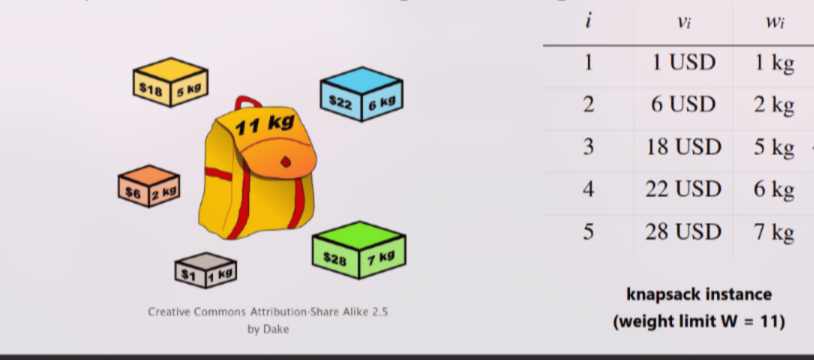 $18 5 kg
$22 6 kg
11 kg
$6 2 kg
$1 1 kg
$28 7 kg
Creative Commons Attribution-Share Alike 2.5
by Dake
i vi wi
1 1 USD 1 kg
2 6 USD 2 kg
3 18 USD 5 kg
4 22 USD 6 kg
5 28 USD 7 kg
knapsack instance
(weight limit W = 11)